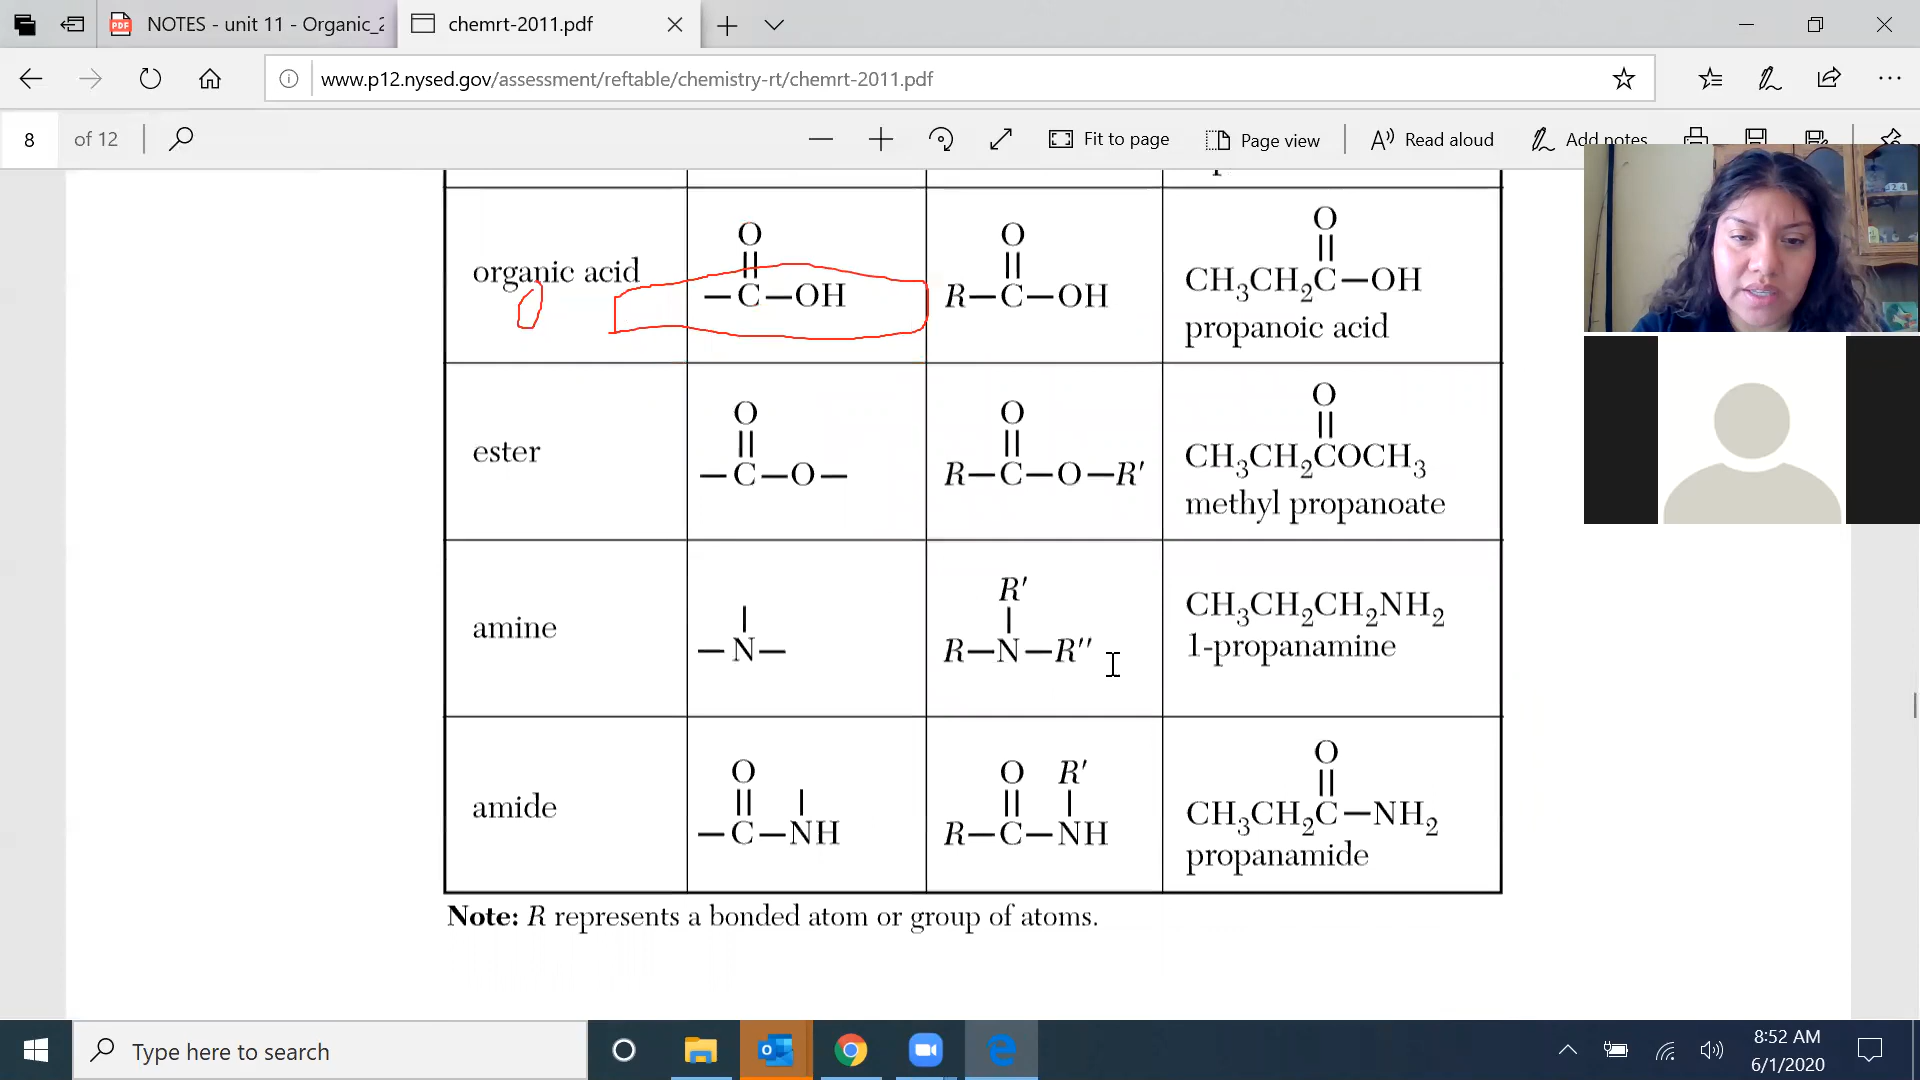 NOTES - unit 11 - Organic_2
chemrt-2011.pdf
www.p12.nysed.gov/assessment/reftable/chemistry-rt/chemrt-2011.pdf
8 of 12
Fit to page
Page view
Read aloud
Add notes
organic acid
O
||
—C—OH
O
||
R—C—OH
O
||
CH₃CH₂C—OH
propanoic acid
ester
O
||
—C—O—
O
||
R—C—O—R′
O
||
CH₃CH₂COCH₃
methyl propanoate
amine
|
—N—
R′
|
R—N—R″
CH₃CH₂CH₂NH₂
1-propanamine
amide
O
|| |
—C—NH
O R′
|| |
R—C—NH
O
||
CH₃CH₂C—NH₂
propanamide
Note: R represents a bonded atom or group of atoms.
Type here to search
8:52 AM
6/1/2020